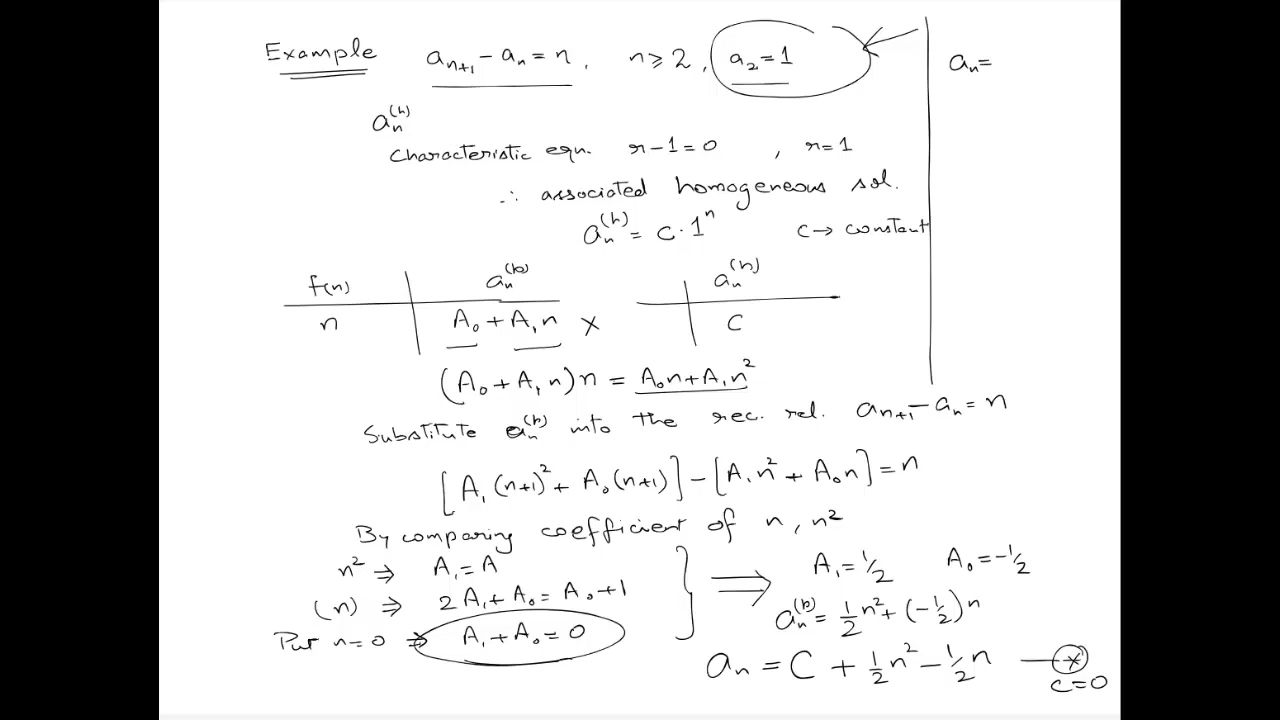 Example a_{n+1} - a_n = n, n ≥ 2, a_2 = 1
a_n =
a_n^{(h)}
Characteristic eqn. r - 1 = 0, r = 1
∴ associated homogeneous sol.
a_n^{(h)} = c · 1^n c → constant
f(n) a_n^{(p)} a_n^{(h)}
n A_0 + A_1 n × C
(A_0 + A_1 n) n = A_0 n + A_1 n^2
Substitute a_n^{(p)} into the rec. rel. a_{n+1} - a_n = n
[A_1 (n+1)^2 + A_0 (n+1)] - [A_1 n^2 + A_0 n] = n
By comparing coefficient of n, n^2
n^2 ⇒ A_1 = A
(n) ⇒ 2A_1 + A_0 = A_0 + 1
Put n = 0 ⇒ A_1 + A_0 = 0
⟹ A_1 = 1/2 A_0 = -1/2
a_n^{(p)} = 1/2 n^2 + (-1/2) n
a_n = C + 1/2 n^2 - 1/2 n — ⊛
C = 0